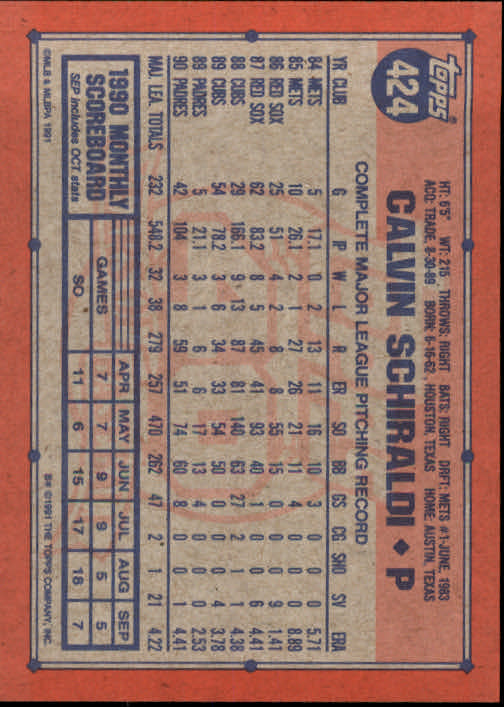 TOPPS
424
HT: 6'5" WT: 215 THROWS: RIGHT BATS: RIGHT DRFT: METS #1-JUNE, 1983
ACQ: TRADE, 8-30-89 BORN: 6-16-62, HOUSTON, TEXAS HOME: AUSTIN, TEXAS
CALVIN SCHIRALDI ♦ P
COMPLETE MAJOR LEAGUE PITCHING RECORD
YR CLUB G IP W L R ER SO BB GS CG SHO SV ERA
84 METS 5 17.1 0 2 13 11 16 10 3 0 0 0 5.71
85 METS 10 26.1 2 1 27 26 21 11 4 0 0 0 8.89
86 RED SOX 25 51 4 2 8 8 55 15 0 0 0 9 1.41
87 RED SOX 62 83.2 8 5 45 41 93 40 1 0 0 6 4.41
88 CUBS 29 166.1 9 13 87 81 140 63 27 2 1 1 4.38
89 CUBS 54 78.2 3 6 34 33 54 50 0 0 0 4 3.78
89 PADRES 5 21.1 3 1 6 6 17 13 4 0 0 0 2.53
90 PADRES 42 104 3 8 59 51 74 60 8 0 0 1 4.41
MAJ. LEA. TOTALS 232 548.2 32 38 279 257 470 262 47 2 1 21 4.22
1990 MONTHLY SCOREBOARD
SEP includes OCT. stats
APR MAY JUN JUL AUG SEP
GAMES 7 7 9 9 5 5
SO 11 6 15 17 18 7
©MLB & MLBPA 1991
B* ©1991 THE TOPPS COMPANY, INC.